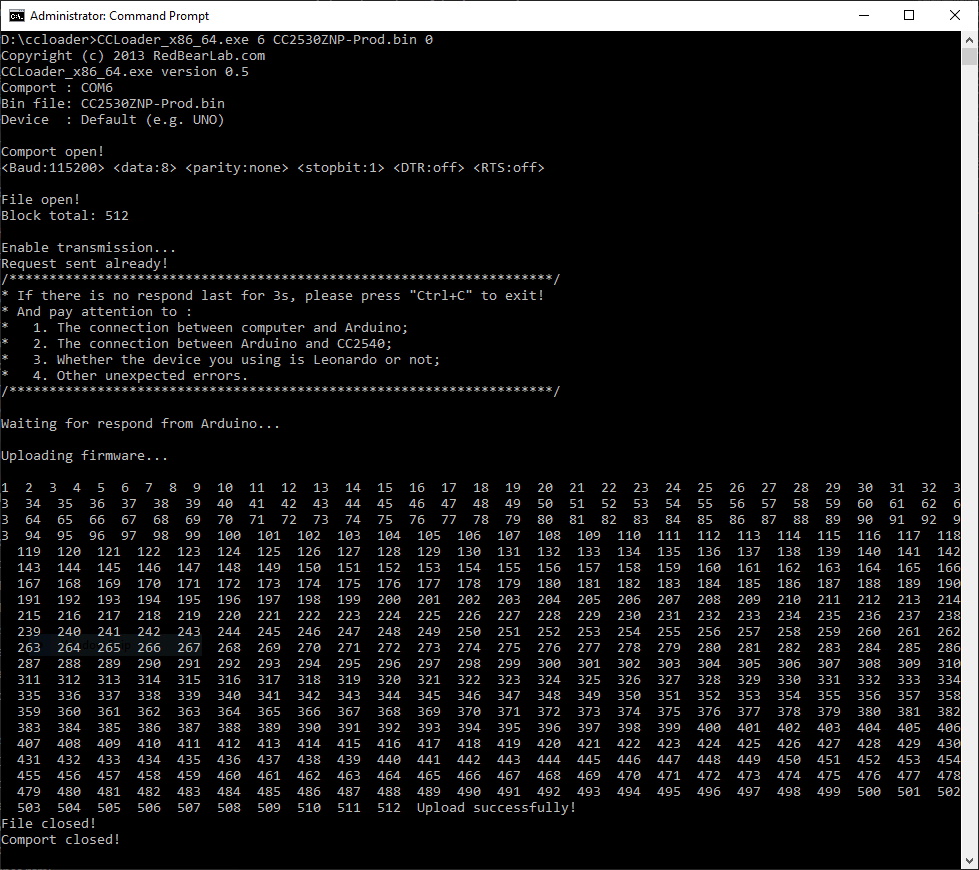 Administrator: Command Prompt
D:\ccloader>CCLoader_x86_64.exe 6 CC2530ZNP-Prod.bin 0
Copyright (c) 2013 RedBearLab.com
CCLoader_x86_64.exe version 0.5
Comport : COM6
Bin file: CC2530ZNP-Prod.bin
Device  : Default (e.g. UNO)
Comport open!
<Baud:115200> <data:8> <parity:none> <stopbit:1> <DTR:off> <RTS:off>
File open!
Block total: 512
Enable transmission...
Request sent already!
/********************************************************************/
* If there is no respond last for 3s, please press "Ctrl+C" to exit!
* And pay attention to :
*   1. The connection between computer and Arduino;
*   2. The connection between Arduino and CC2540;
*   3. Whether the device you using is Leonardo or not;
*   4. Other unexpected errors.
/********************************************************************/
Waiting for respond from Arduino...
Uploading firmware...
1  2  3  4  5  6  7  8  9  10  11  12  13  14  15  16  17  18  19  20  21  22  23  24  25  26  27  28  29  30  31  32  3
3  34  35  36  37  38  39  40  41  42  43  44  45  46  47  48  49  50  51  52  53  54  55  56  57  58  59  60  61  62  6
3  64  65  66  67  68  69  70  71  72  73  74  75  76  77  78  79  80  81  82  83  84  85  86  87  88  89  90  91  92  9
3  94  95  96  97  98  99  100  101  102  103  104  105  106  107  108  109  110  111  112  113  114  115  116  117  118
119  120  121  122  123  124  125  126  127  128  129  130  131  132  133  134  135  136  137  138  139  140  141  142
143  144  145  146  147  148  149  150  151  152  153  154  155  156  157  158  159  160  161  162  163  164  165  166
167  168  169  170  171  172  173  174  175  176  177  178  179  180  181  182  183  184  185  186  187  188  189  190
191  192  193  194  195  196  197  198  199  200  201  202  203  204  205  206  207  208  209  210  211  212  213  214
215  216  217  218  219  220  221  222  223  224  225  226  227  228  229  230  231  232  233  234  235  236  237  238
239  240  241  242  243  244  245  246  247  248  249  250  251  252  253  254  255  256  257  258  259  260  261  262
263  264  265  266  267  268  269  270  271  272  273  274  275  276  277  278  279  280  281  282  283  284  285  286
287  288  289  290  291  292  293  294  295  296  297  298  299  300  301  302  303  304  305  306  307  308  309  310
311  312  313  314  315  316  317  318  319  320  321  322  323  324  325  326  327  328  329  330  331  332  333  334
335  336  337  338  339  340  341  342  343  344  345  346  347  348  349  350  351  352  353  354  355  356  357  358
359  360  361  362  363  364  365  366  367  368  369  370  371  372  373  374  375  376  377  378  379  380  381  382
383  384  385  386  387  388  389  390  391  392  393  394  395  396  397  398  399  400  401  402  403  404  405  406
407  408  409  410  411  412  413  414  415  416  417  418  419  420  421  422  423  424  425  426  427  428  429  430
431  432  433  434  435  436  437  438  439  440  441  442  443  444  445  446  447  448  449  450  451  452  453  454
455  456  457  458  459  460  461  462  463  464  465  466  467  468  469  470  471  472  473  474  475  476  477  478
479  480  481  482  483  484  485  486  487  488  489  490  491  492  493  494  495  496  497  498  499  500  501  502
503  504  505  506  507  508  509  510  511  512  Upload successfully!
File closed!
Comport closed!